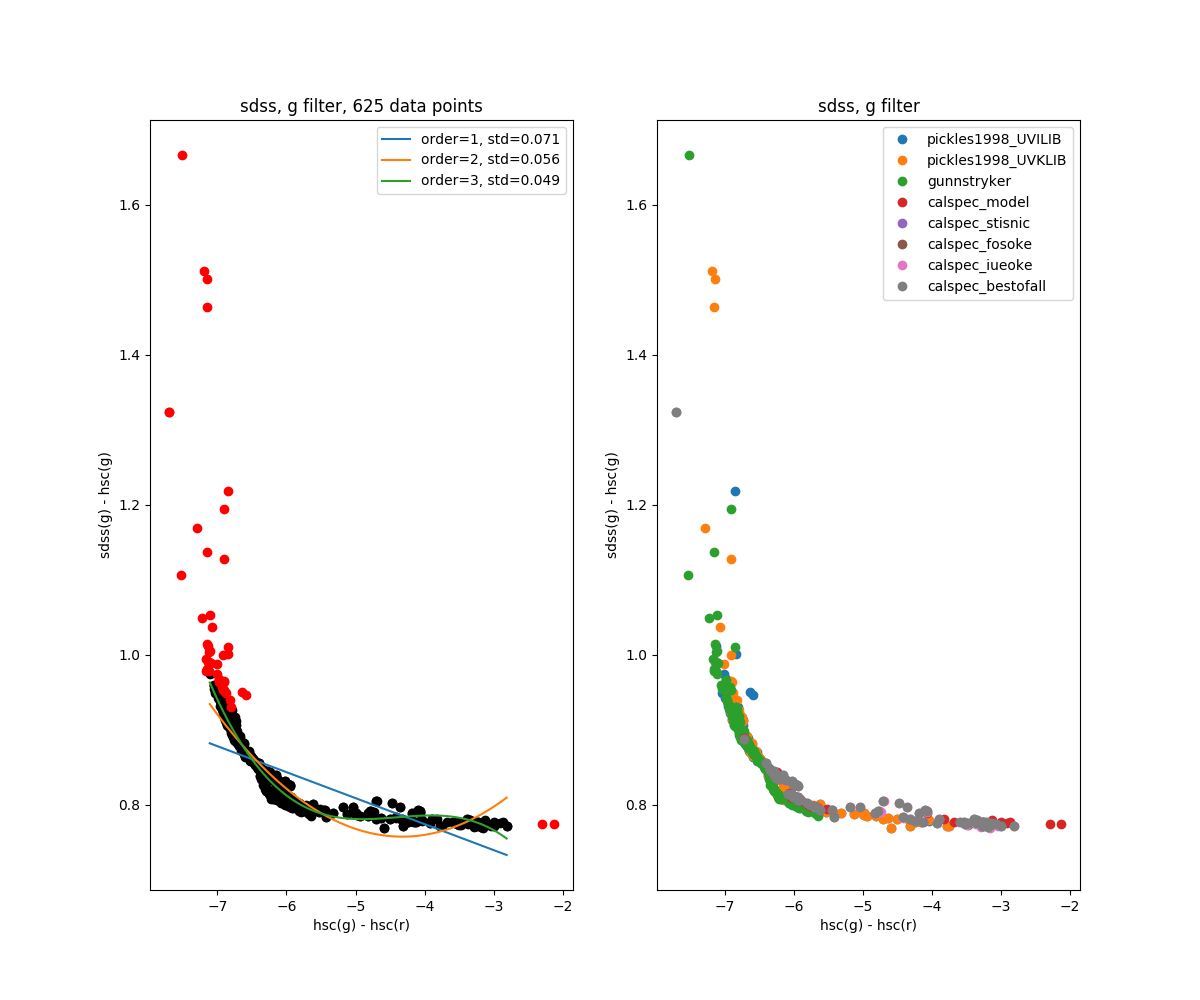 sdss, g filter, 625 data points
order=1, std=0.071
order=2, std=0.056
order=3, std=0.049
1.6
1.4
1.2
1.0
0.8
sdss(g) - hsc(g)
−7
−6
−5
−4
−3
−2
hsc(g) - hsc(r)
sdss, g filter
pickles1998_UVILIB
pickles1998_UVKLIB
gunnstryker
calspec_model
calspec_stisnic
calspec_fosoke
calspec_iueoke
calspec_bestofall
1.6
1.4
1.2
1.0
0.8
sdss(g) - hsc(g)
−7
−6
−5
−4
−3
−2
hsc(g) - hsc(r)